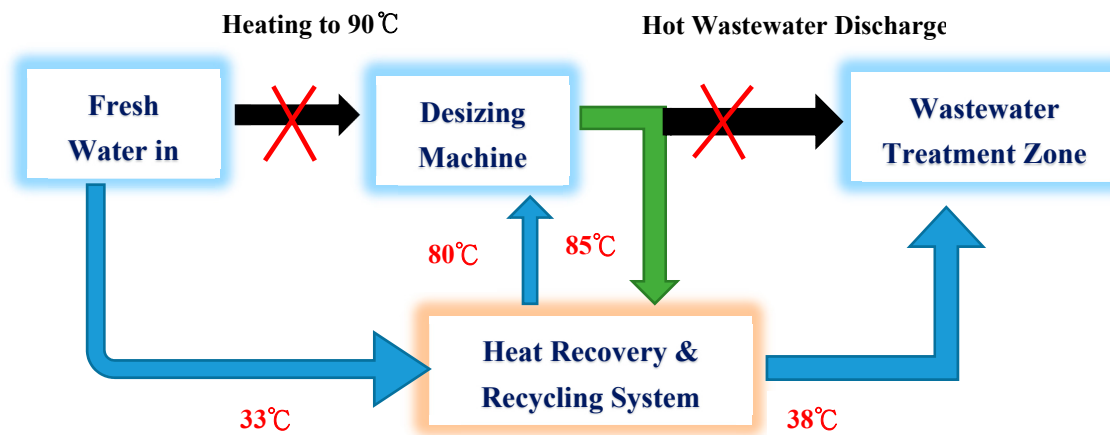 Heating to 90℃
Hot Wastewater Discharge
Fresh
Water in
Desizing
Machine
Wastewater
Treatment Zone
80℃
85℃
Heat Recovery &
Recycling System
33℃
38℃